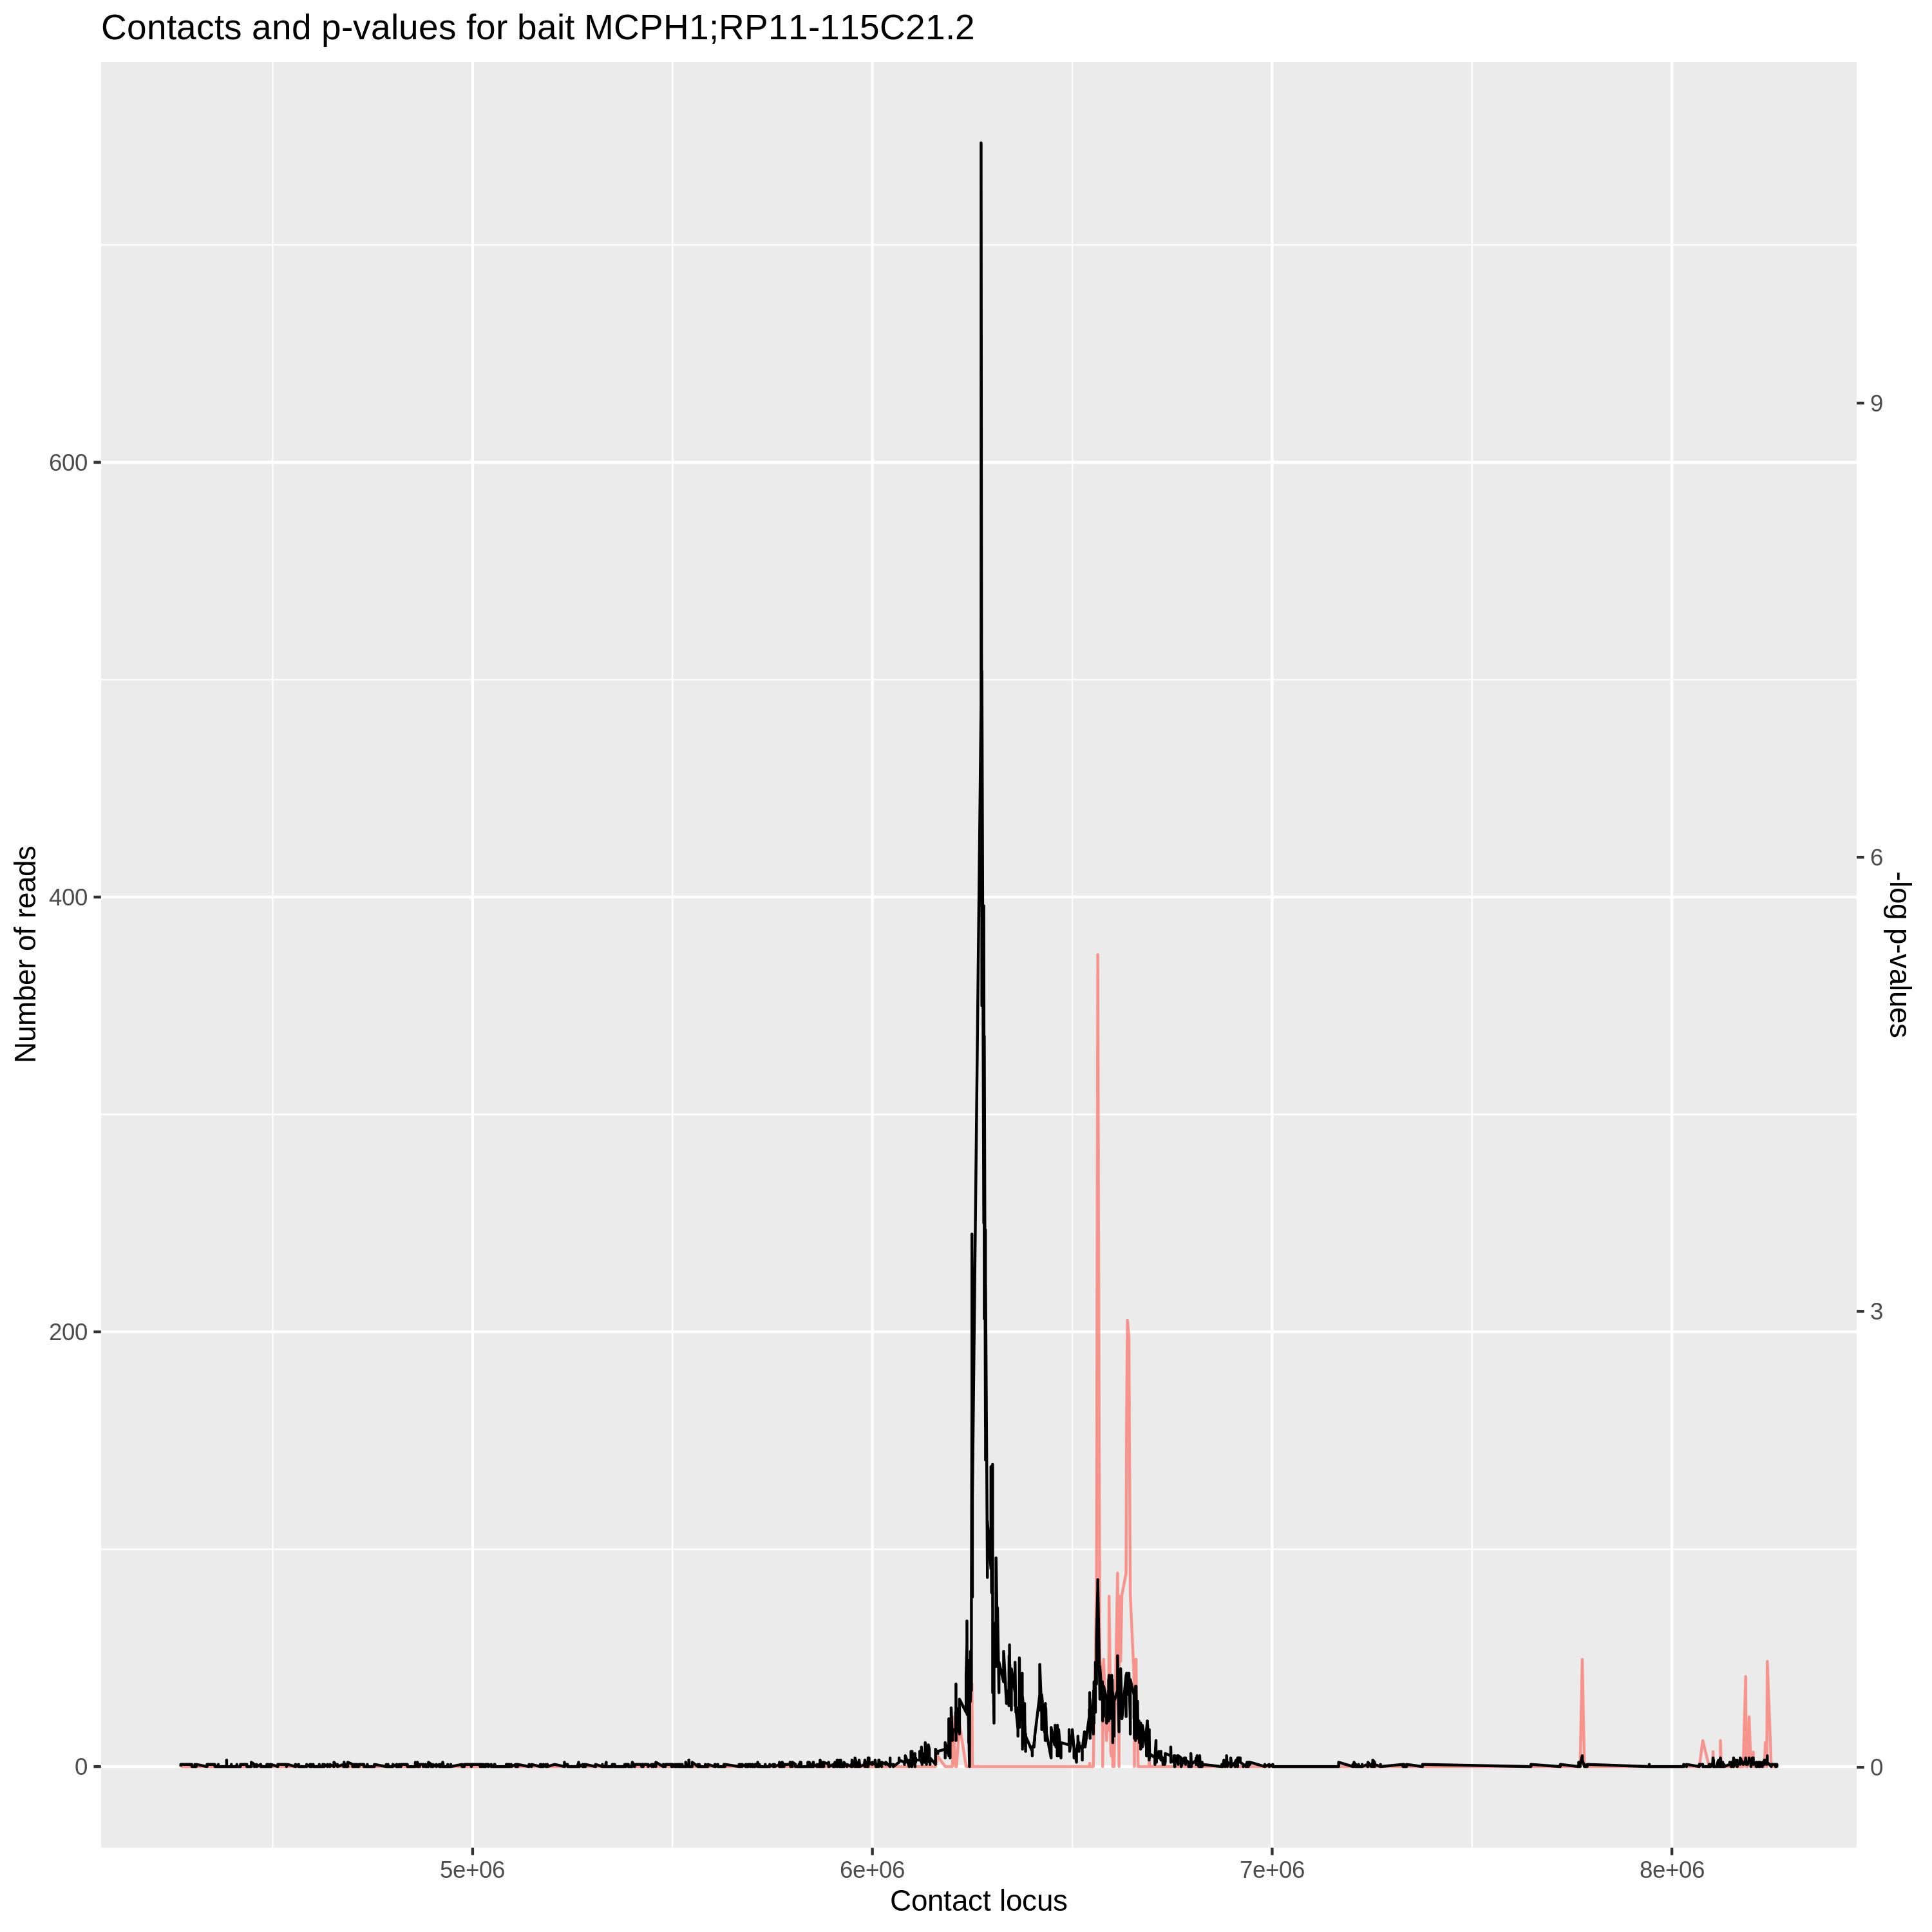 Contacts and p-values for bait MCPH1;RP11-115C21.2
Number of reads
600
400
200
0
9
6
3
0
-log p-values
5e+06
6e+06
7e+06
8e+06
Contact locus